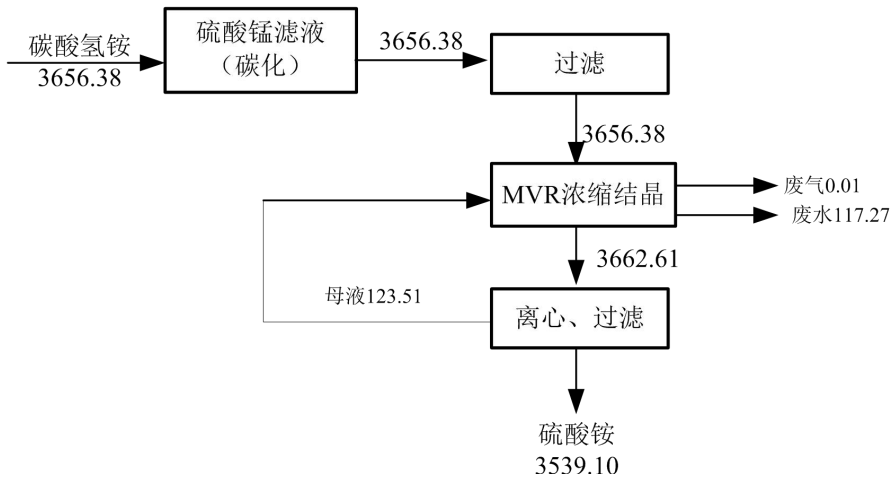 碳酸氢铵
3656.38
硫酸锰滤液
（碳化）
3656.38
过滤
3656.38
MVR浓缩结晶
废气0.01
废水117.27
3662.61
母液123.51
离心、过滤
硫酸铵
3539.10